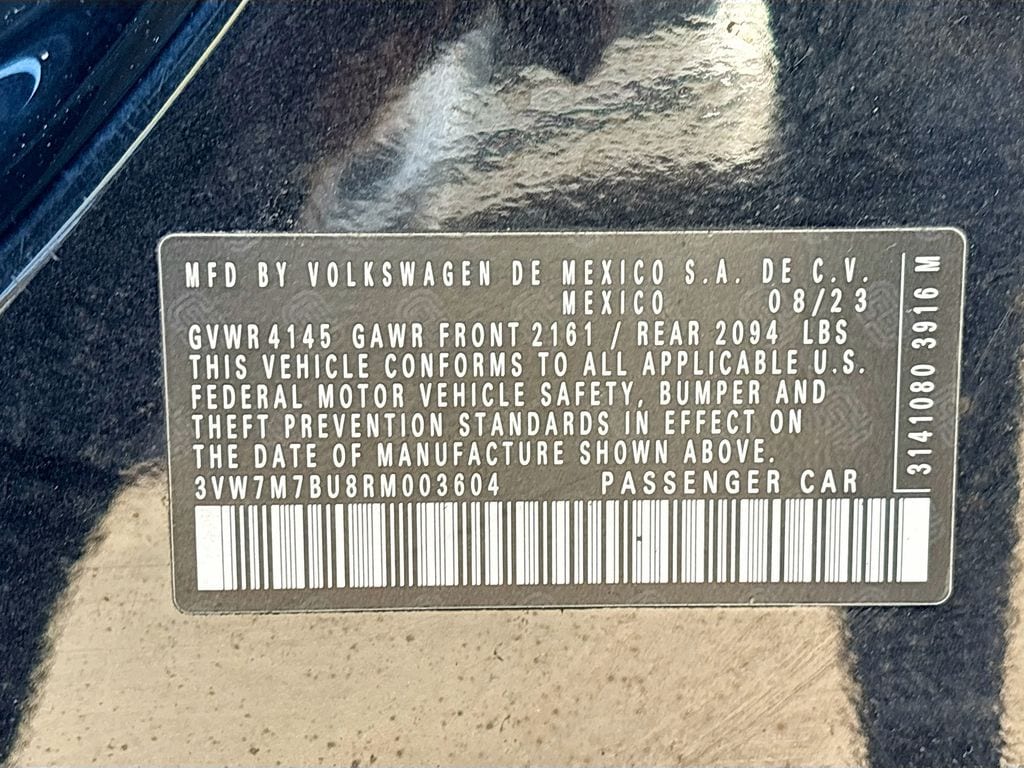 MFD BY VOLKSWAGEN DE MEXICO S.A. DE C.V.
MEXICO 08/23
GVWR 4145 GAWR FRONT 2161 / REAR 2094 LBS
THIS VEHICLE CONFORMS TO ALL APPLICABLE U.S.
FEDERAL MOTOR VEHICLE SAFETY, BUMPER AND
THEFT PREVENTION STANDARDS IN EFFECT ON
THE DATE OF MANUFACTURE SHOWN ABOVE.
3VW7M7BU8RM003604 PASSENGER CAR
3141080 3916 M